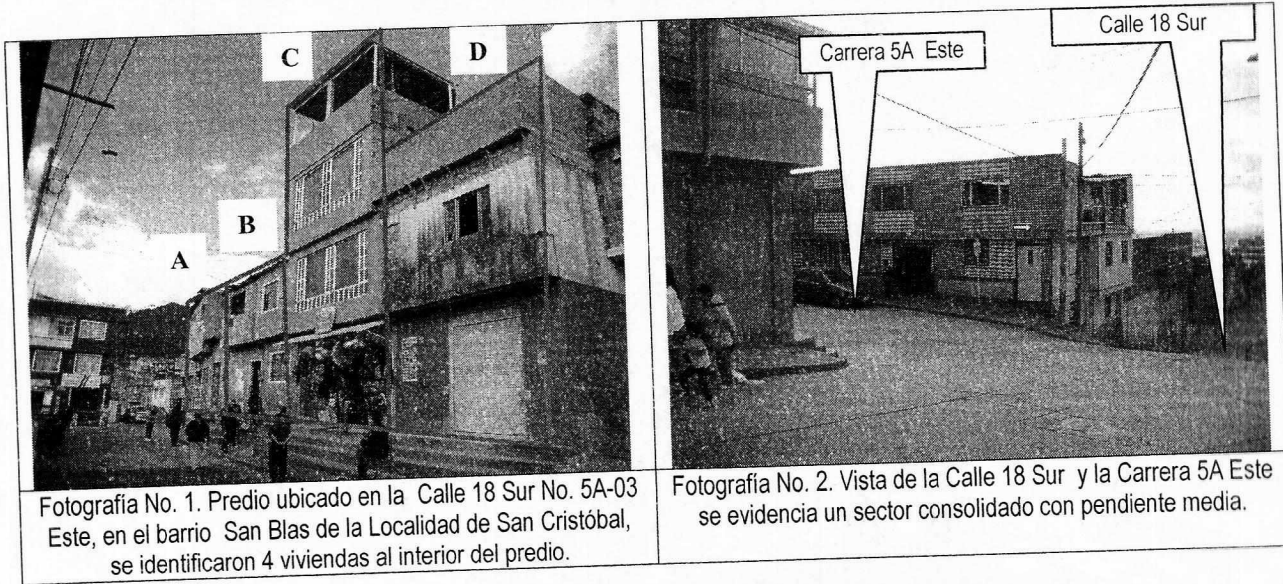 C
D
B
A
Carrera 5A Este
Calle 18 Sur
Fotografía No. 1. Predio ubicado en la Calle 18 Sur No. 5A-03
Este, en el barrio San Blas de la Localidad de San Cristóbal,
se identificaron 4 viviendas al interior del predio.
Fotografía No. 2. Vista de la Calle 18 Sur y la Carrera 5A Este
se evidencia un sector consolidado con pendiente media.